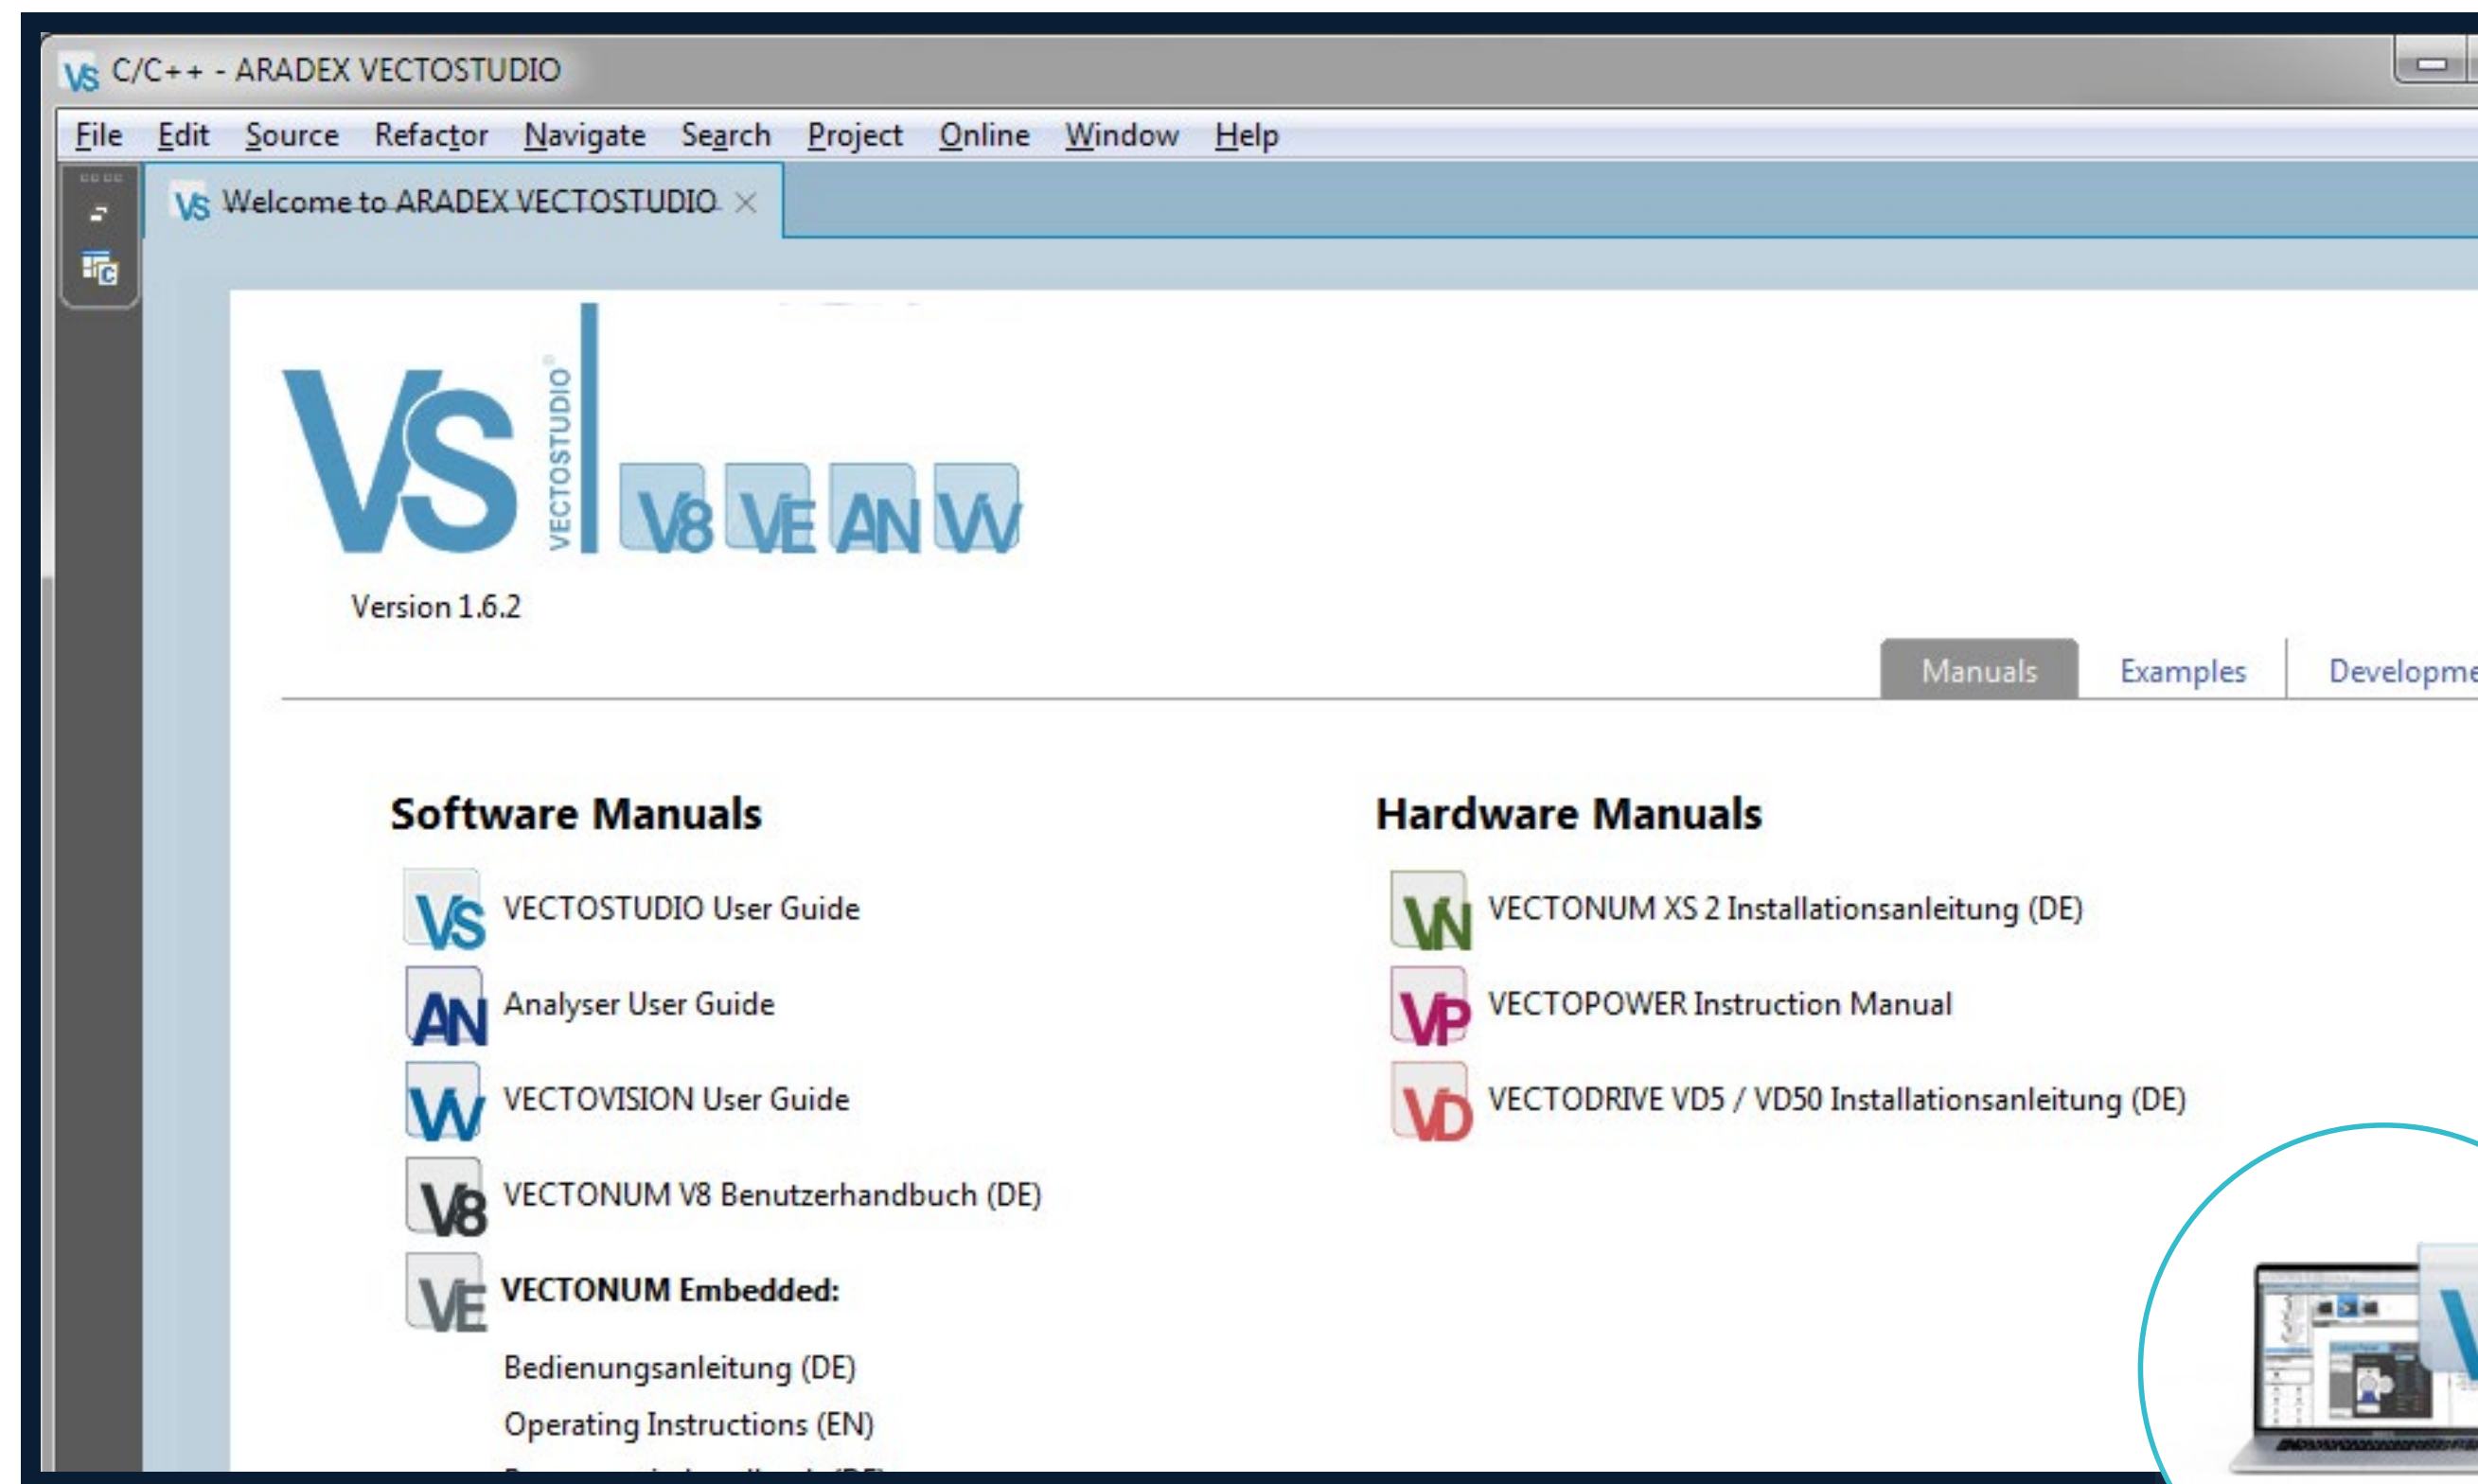 C/C++ - ARADEX VECTOSTUDIO
File Edit Source Refactor Navigate Search Project Online Window Help
Welcome to ARADEX VECTOSTUDIO
VS VECTOSTUDIO®
V8 VE AN VV
Version 1.6.2
Manuals Examples
Software Manuals
VS VECTOSTUDIO User Guide
AN Analyser User Guide
VV VECTOVISION User Guide
V8 VECTONUM V8 Benutzerhandbuch (DE)
VE VECTONUM Embedded:
Bedienungsanleitung (DE)
Operating Instructions (EN)
Hardware Manuals
VN VECTONUM XS 2 Installationsanleitung (DE)
VP VECTOPOWER Instruction Manual
VD VECTODRIVE VD5 / VD50 Installationsanleitung (DE)